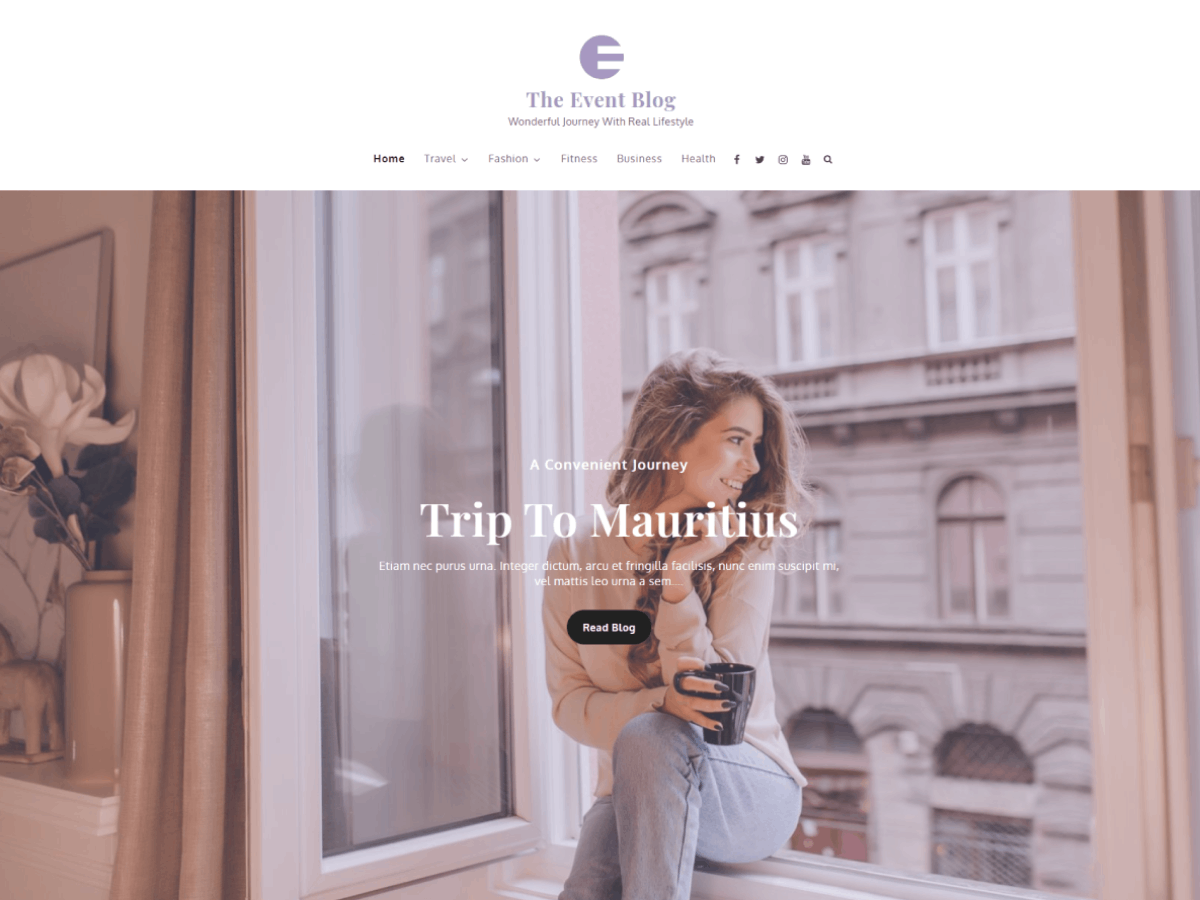 The Event Blog
Wonderful Journey With Real Lifestyle
Home Travel Fashion Fitness Business Health
A Convenient Journey
Trip To Mauritius
Etiam nec purus urna. Integer dictum, arcu et fringilla facilisis, nunc enim suscipit mi,
vel mattis leo urna a sem....
Read Blog